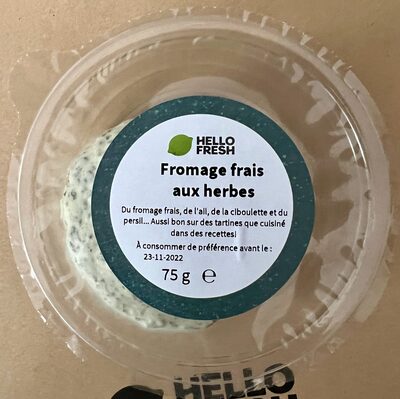 HELLO
FRESH
Fromage frais
aux herbes
Du fromage frais, de l'ail, de la ciboulette et du
persil... Aussi bon sur des tartines que cuisiné
dans des recettes!
À consommer de préférence avant le :
23-11-2022
75 g ℮
HELLO
FRESH